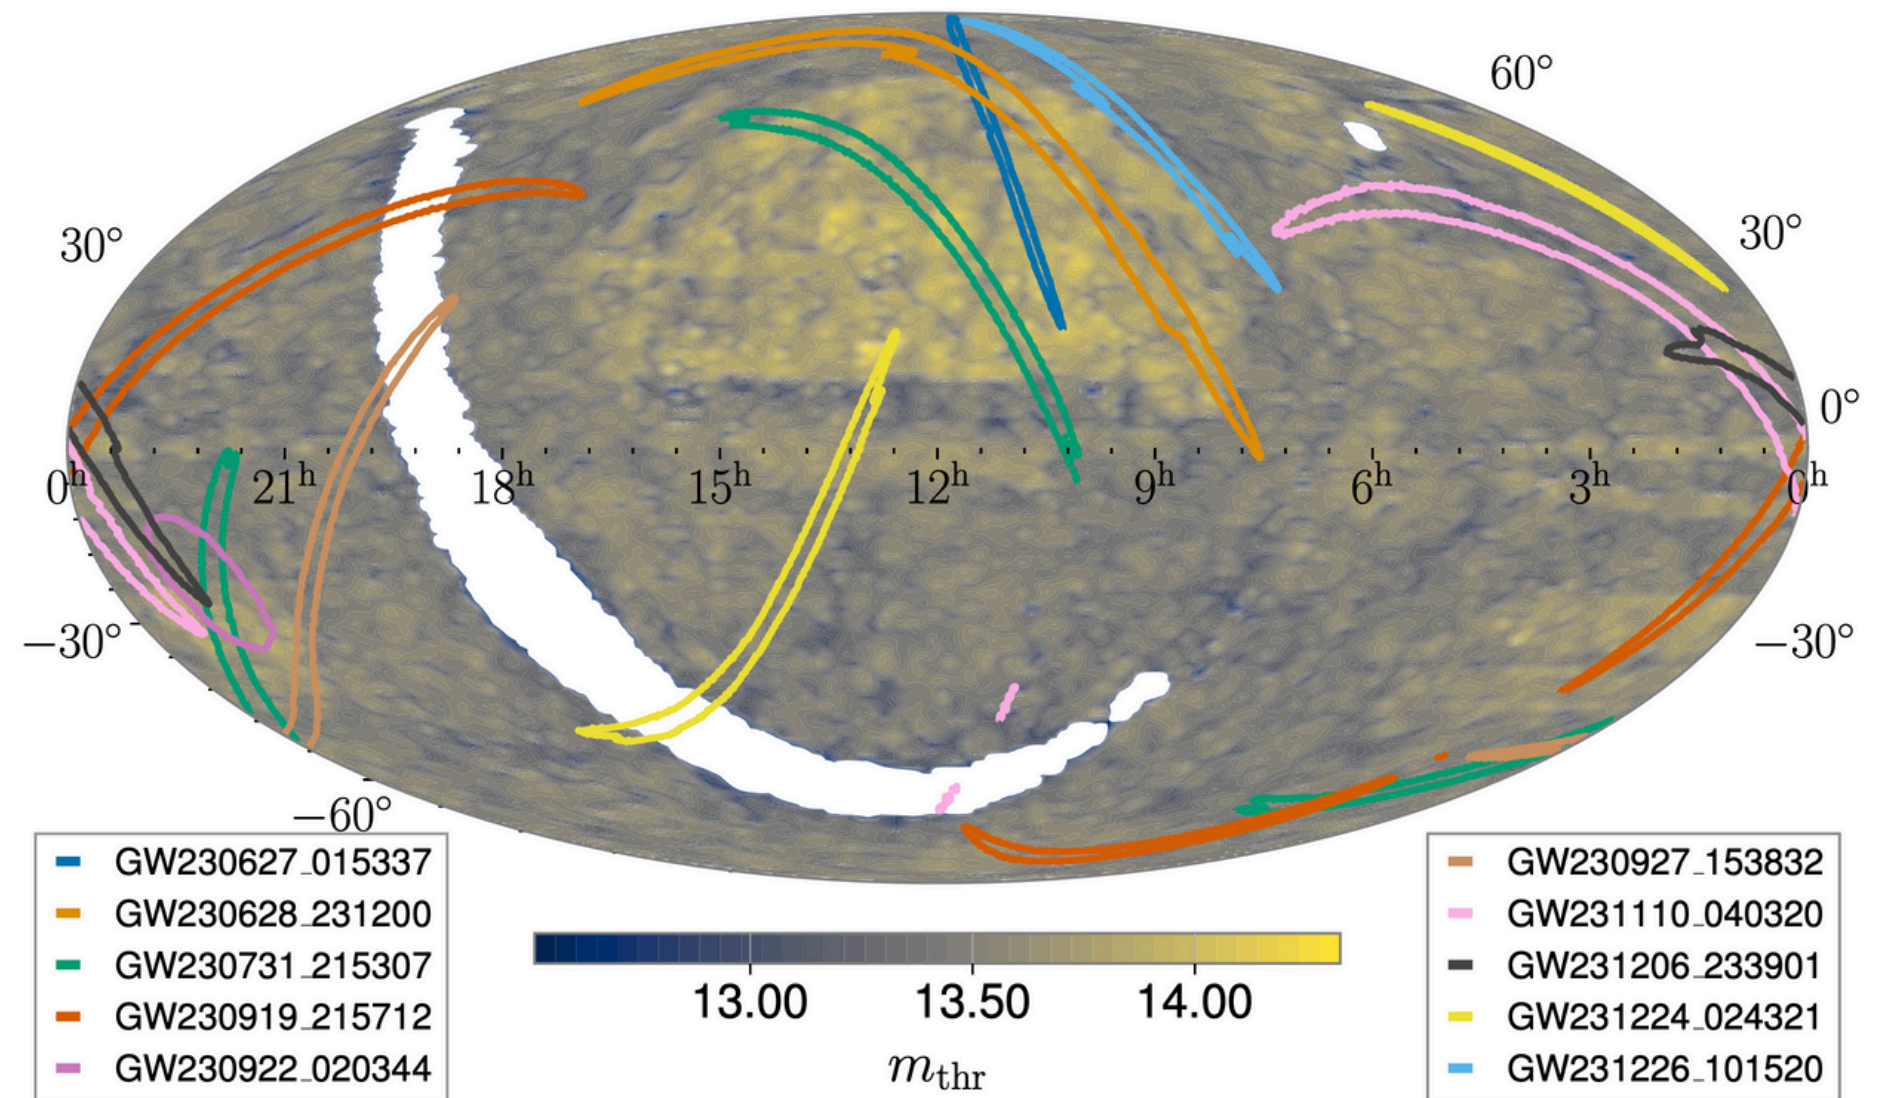 60°
30°
30°
0°
0h
21h
18h
15h
12h
9h
6h
3h
0h
−30°
−30°
−60°
GW230627_015337
GW230628_231200
GW230731_215307
GW230919_215712
GW230922_020344
GW230927_153832
GW231110_040320
GW231206_233901
GW231224_024321
GW231226_101520
13.00 13.50 14.00
mthr